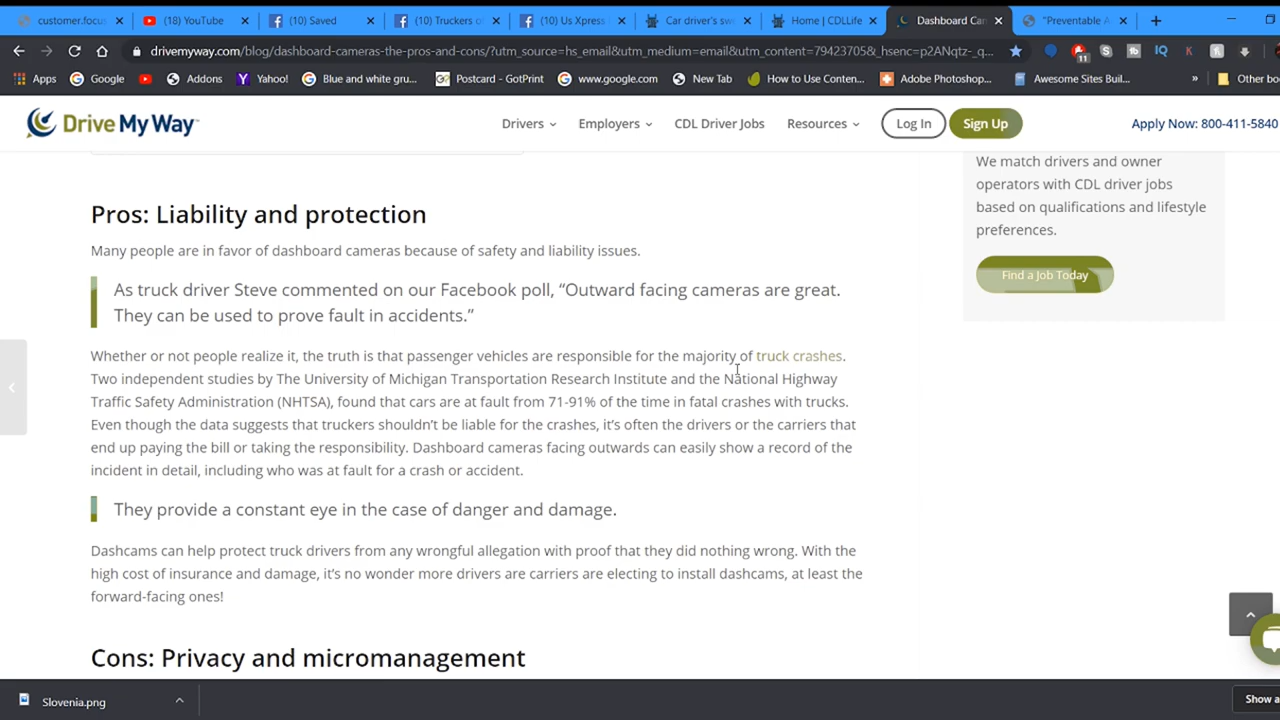 customer.focus
(18) YouTube
(10) Saved
(10) Truckers o
(10) Us Xpress
Car driver's sw
Home | CDLLife
Dashboard Ca
"Preventable A
drivemyway.com/blog/dashboard-cameras-the-pros-and-cons/?utm_source=hs_email&utm_medium=email&utm_content=79423705&_hsenc=p2ANqtz-_q...
11
IQ
K
Apps
Google
Addons
Yahoo!
Blue and white gru...
Postcard - GotPrint
www.google.com
New Tab
How to Use Conten...
Adobe Photoshop...
Awesome Sites Buil...
»
Other bo
Drive My Way
Drivers
Employers
CDL Driver Jobs
Resources
Log In
Sign Up
Apply Now: 800-411-5840
We match drivers and owner
operators with CDL driver jobs
based on qualifications and lifestyle
preferences.
Find a Job Today
Pros: Liability and protection
Many people are in favor of dashboard cameras because of safety and liability issues.
As truck driver Steve commented on our Facebook poll, “Outward facing cameras are great.
They can be used to prove fault in accidents.”
Whether or not people realize it, the truth is that passenger vehicles are responsible for the majority of truck crashes.
Two independent studies by The University of Michigan Transportation Research Institute and the National Highway
Traffic Safety Administration (NHTSA), found that cars are at fault from 71-91% of the time in fatal crashes with trucks.
Even though the data suggests that truckers shouldn’t be liable for the crashes, it’s often the drivers or the carriers that
end up paying the bill or taking the responsibility. Dashboard cameras facing outwards can easily show a record of the
incident in detail, including who was at fault for a crash or accident.
They provide a constant eye in the case of danger and damage.
Dashcams can help protect truck drivers from any wrongful allegation with proof that they did nothing wrong. With the
high cost of insurance and damage, it’s no wonder more drivers are carriers are electing to install dashcams, at least the
forward-facing ones!
Cons: Privacy and micromanagement
Slovenia.png
Show a